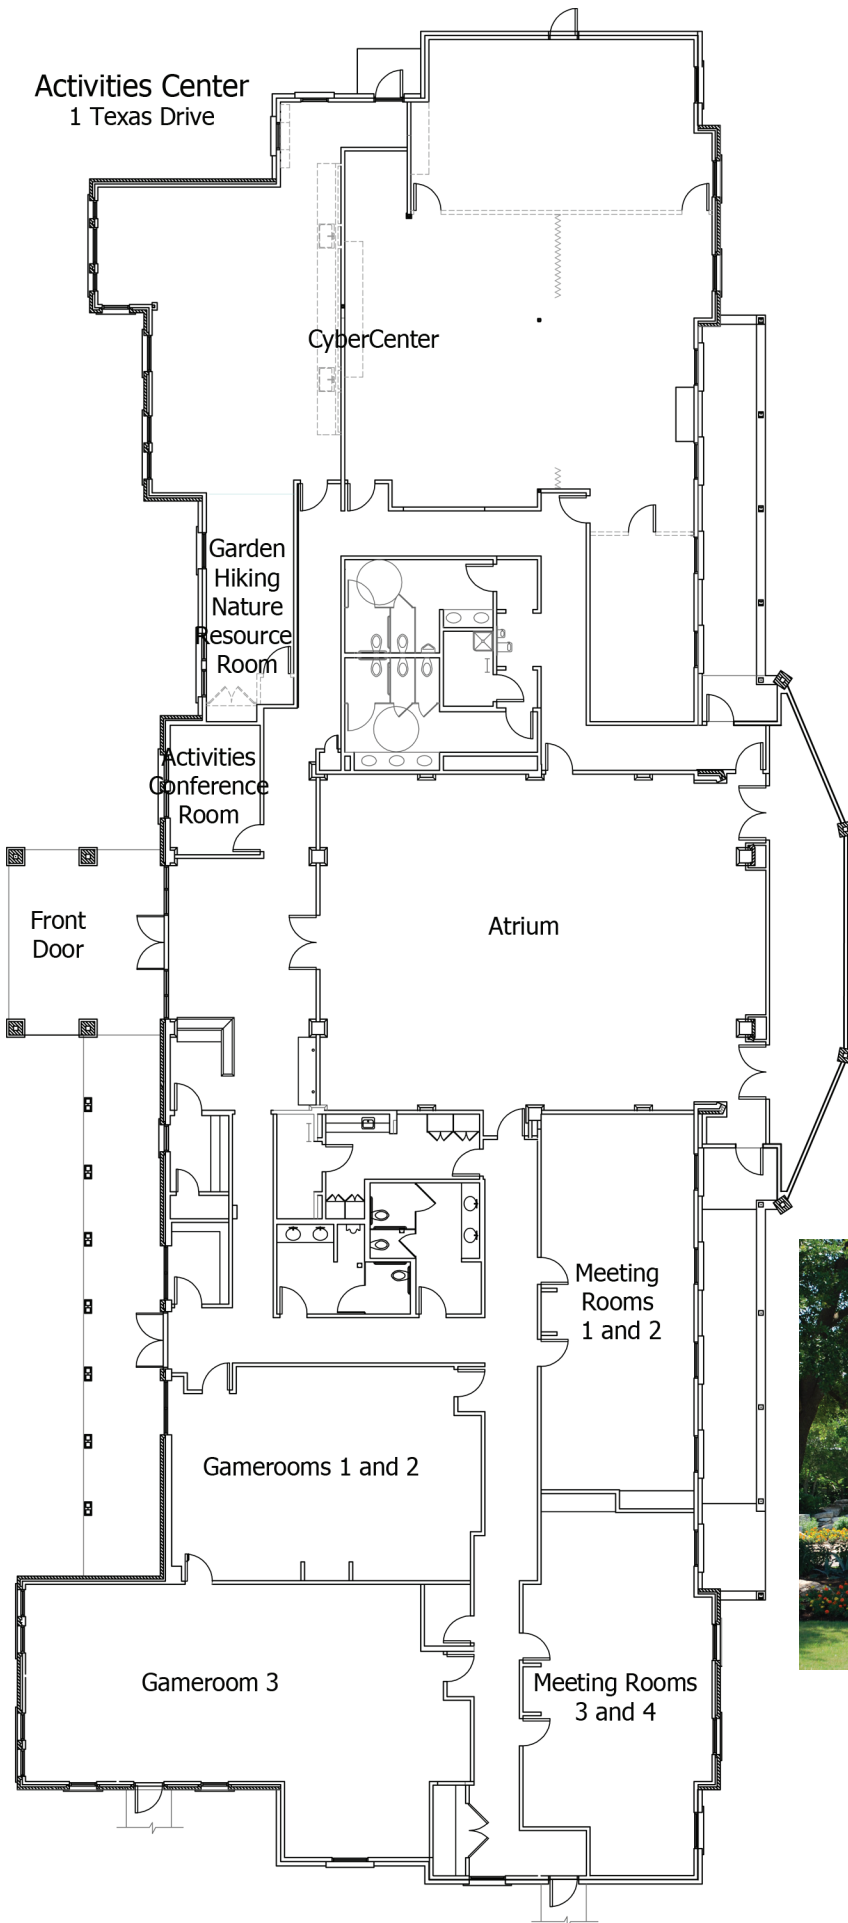 Activities Center
1 Texas Drive
CyberCenter
Garden
Hiking
Nature
Resource
Room
Activities
Conference
Room
Front
Door
Atrium
Meeting
Rooms
1 and 2
Gamerooms 1 and 2
Gameroom 3
Meeting Rooms
3 and 4